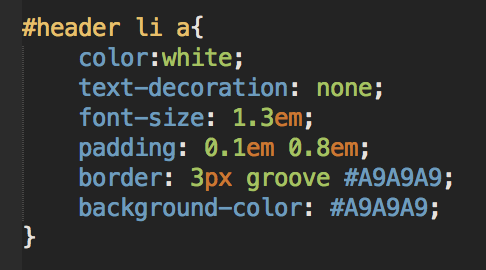 #header li a{
color:white;
text-decoration: none;
font-size: 1.3em;
padding: 0.1em 0.8em;
border: 3px groove #A9A9A9;
background-color: #A9A9A9;
}